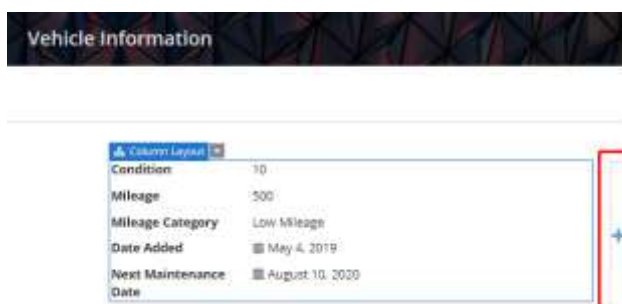 Vehicle Information
Column Layout
Condition 10
Mileage 500
Mileage Category Low Mileage
Date Added May 4, 2019
Next Maintenance August 10, 2020
Date